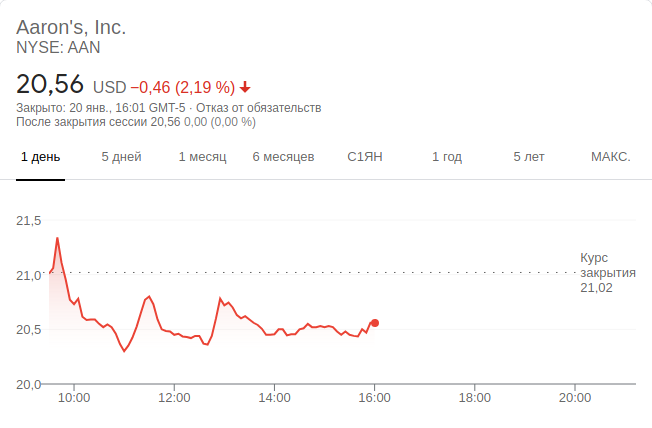 Aaron's, Inc.
NYSE: AAN
20,56 USD −0,46 (2,19 %)
Закрыто: 20 янв., 16:01 GMT-5 · Отказ от обязательств
После закрытия сессии 20,56 0,00 (0,00 %)
1 день 5 дней 1 месяц 6 месяцев С1ЯН 1 год 5 лет МАКС.
21,5
Курс
21,0 закрытия
21,02
20,5
20,0
10:00 12:00 14:00 16:00 18:00 20:00